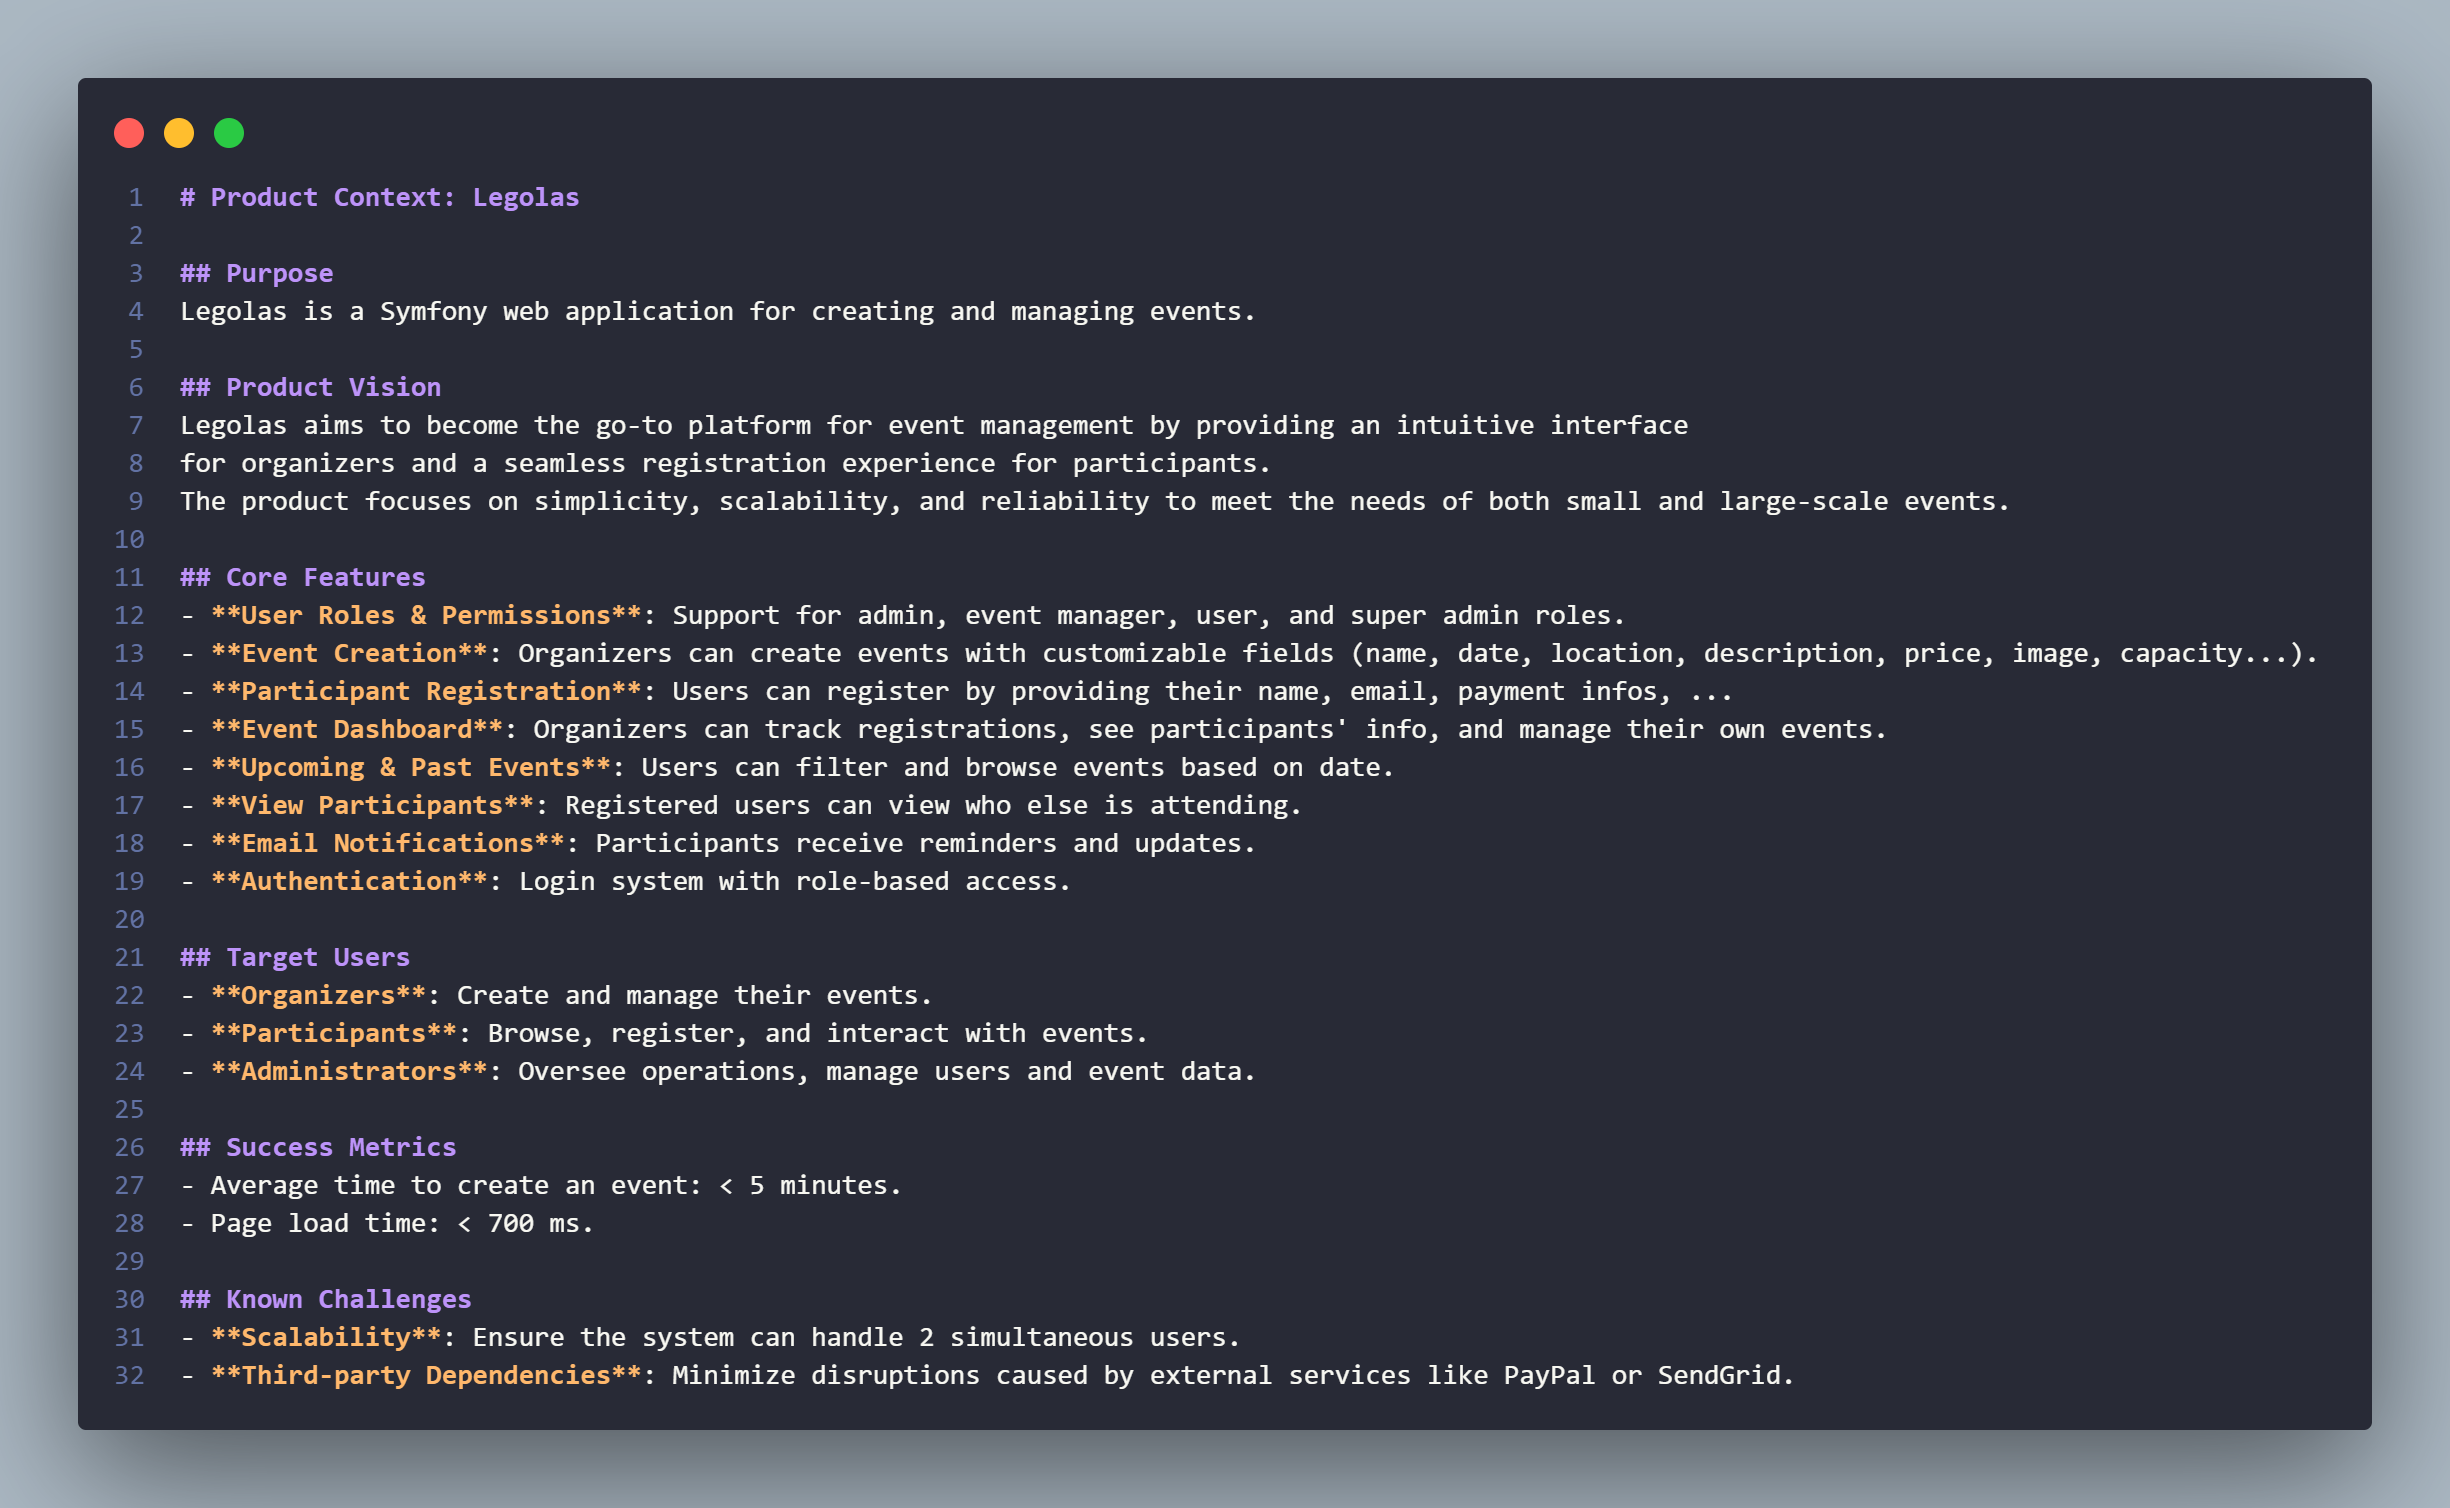 1 # Product Context: Legolas
2
3 ## Purpose
4 Legolas is a Symfony web application for creating and managing events.
5
6 ## Product Vision
7 Legolas aims to become the go-to platform for event management by providing an intuitive interface
8 for organizers and a seamless registration experience for participants.
9 The product focuses on simplicity, scalability, and reliability to meet the needs of both small and large-scale events.
10
11 ## Core Features
12 - **User Roles & Permissions**: Support for admin, event manager, user, and super admin roles.
13 - **Event Creation**: Organizers can create events with customizable fields (name, date, location, description, price, image, capacity...).
14 - **Participant Registration**: Users can register by providing their name, email, payment infos, ...
15 - **Event Dashboard**: Organizers can track registrations, see participants' info, and manage their own events.
16 - **Upcoming & Past Events**: Users can filter and browse events based on date.
17 - **View Participants**: Registered users can view who else is attending.
18 - **Email Notifications**: Participants receive reminders and updates.
19 - **Authentication**: Login system with role-based access.
20
21 ## Target Users
22 - **Organizers**: Create and manage their events.
23 - **Participants**: Browse, register, and interact with events.
24 - **Administrators**: Oversee operations, manage users and event data.
25
26 ## Success Metrics
27 - Average time to create an event: < 5 minutes.
28 - Page load time: < 700 ms.
29
30 ## Known Challenges
31 - **Scalability**: Ensure the system can handle 2 simultaneous users.
32 - **Third-party Dependencies**: Minimize disruptions caused by external services like PayPal or SendGrid.